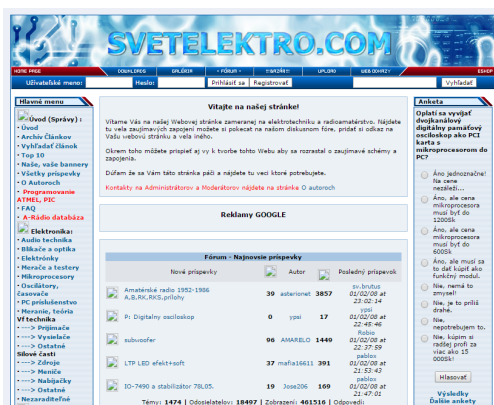 SVETELEKTRO.COM
HOME PAGE DOWNLOADS GALÉRIA • FÓRUM • UPLOAD WEB ODKAZY ESHOP
Užívateľské meno: Heslo: Prihlásiť sa Registrovať Vyhľadať
Hlavné menu
Úvod (Správy) :
• Úvod
• Archív Článkov
• Vyhľadať článok
• Top 10
• Naše, vaše bannery
• Všetky príspevky
• O Autoroch
• Programovanie
ATMEL, PIC
• FAQ
• A-Rádio databáza
Elektronika:
• Audio technika
• Blikače a optika
• Elektrónky
• Merače a testery
• Mikroprocesory
• Oscilátory,
časovače
• PC príslušenstvo
• Meranie, teória
Vf technika
• ---> Prijímače
• ---> Vysielače
• ---> Ostatné
Silové časti
• ---> Zdroje
• ---> Meniče
• ---> Nabíjačky
• ---> Ostatné
• Nezaraditeľné
Vitajte na našej stránke!
Vítame Vás na našej Webovej stránke zameranej na elektrotechniku a radioamatérstvo. Nájdete
tu veľa zaujímavých zapojení môžete si pokecat na našom diskusnom fóre, pridať si odkaz na
Vašu webovú stránku a veľa iného.
Okrem toho môžete prispieť aj vy k tvorbe tohto Webu aby sa rozrastal o zaujímavé schémy a
zapojenia.
Dúfam že sa Vám táto stránka páči a nájdete tu veci ktoré potrebujete.
Kontakty na Administrátorov a Moderátorov nájdete na stránke O autoroch
Reklamy GOOGLE
Fórum - Najnovsie príspevky
Nové príspevky Autor Posledný príspevok
Amatérské radio 1952-1986
A,B,RK,RKS,prílohy
39 asterionet 3857
sv.brutus
01/02/08 at
23:02:14
P: Digitalny osciloskop 0 ypsi 17
ypsi
01/02/08 at
22:45:46
subwoofer 96 AMARELO 1449
Robio
01/02/08 at
22:37:59
LTP LED efekt+soft 37 mafia16611 391
pablox
01/02/08 at
21:53:43
IO-7490 a stabilizátor 78L05. 19 Jose206 169
pablox
01/02/08 at
21:47:01
Témy: 1474 | Odosielateľov: 18497 | Zobrazení: 461516 | Odpovedí:
Anketa
Oplatí sa vyvíjať
dvojkanálový
digitálny pamäťový
osciloskop ako PCI
karta s
mikroprocesorom do
PC?
Áno jednoznačne!
Na cene
nezáleží...
Áno, ale cena
mikroprocesora
musí byť do
1200Sk
Áno, ale cena
mikroprocesora
musí byť do
600Sk
Áno, ale musí sa
to dať kúpiť ako
funkčný modul.
Nie, nemá to
zmysel!
Nie, je to príliš
drahé.
Nie,
nepotrebujem to.
Nie, kúpim si
radšej profi za
viac ako 15
000Sk!
Hlasovať
Výsledky
Ďalšie ankety